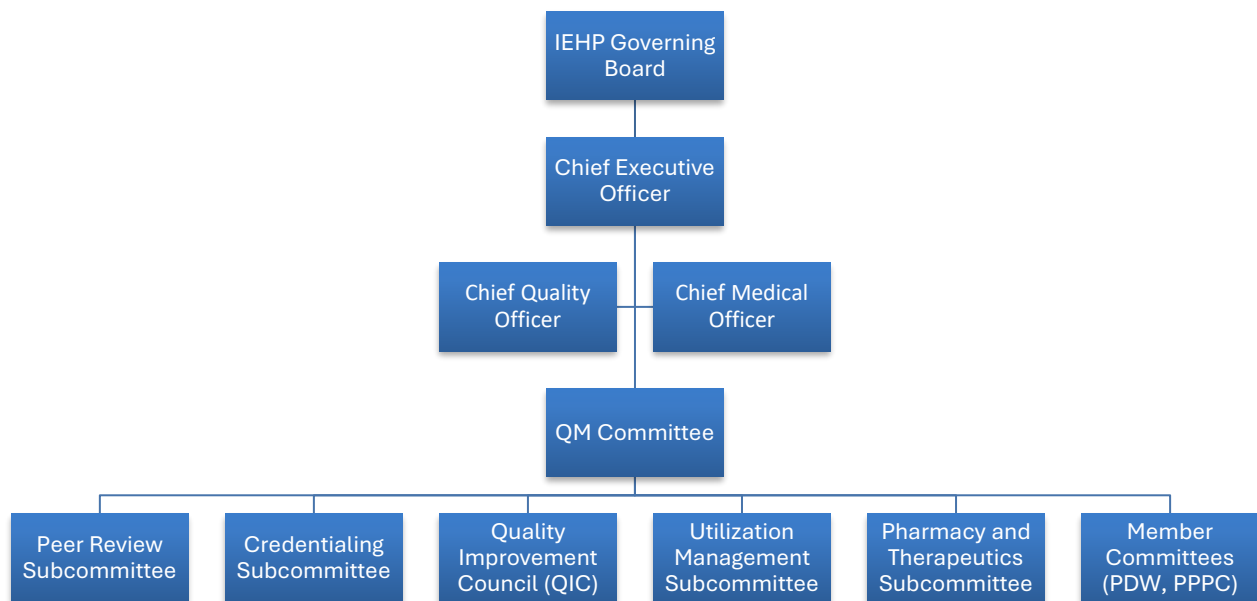 IEHP Governing
Board
Chief Executive
Officer
Chief Quality
Officer
Chief Medical
Officer
QM Committee
Peer Review
Subcommittee
Credentialing
Subcommittee
Quality
Improvement
Council (QIC)
Utilization
Management
Subcommittee
Pharmacy and
Therapeutics
Subcommittee
Member
Committees
(PDW, PPPC)